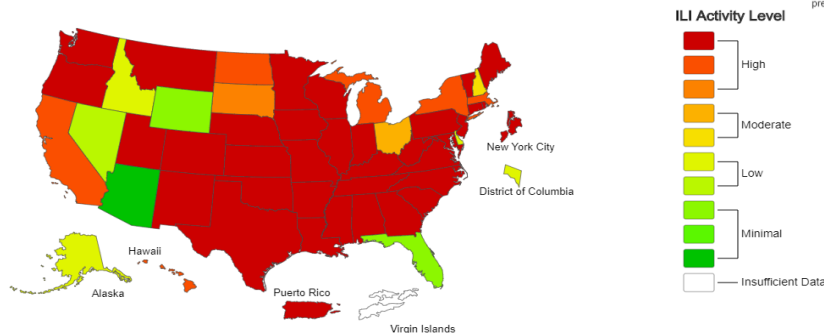 pre
ILI Activity Level
High
Moderate
Low
Minimal
Insufficient Data
New York City
District of Columbia
Hawaii
Alaska
Puerto Rico
Virgin Islands